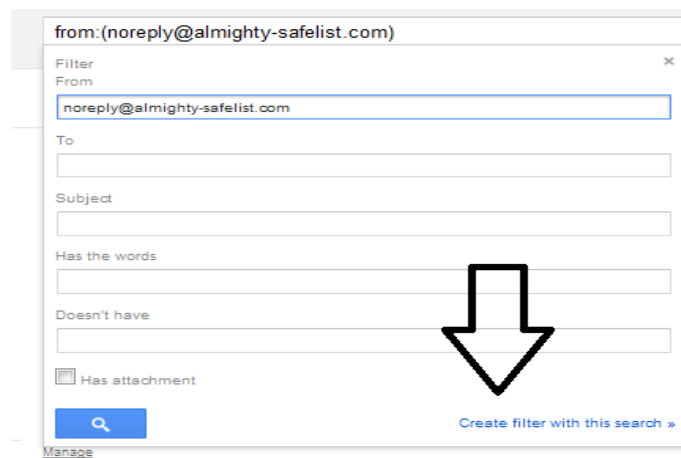 from:(noreply@almighty-safelist.com)
Filter
From
noreply@almighty-safelist.com
To
Subject
Has the words
Doesn't have
Has attachment
Create filter with this search »
Manage